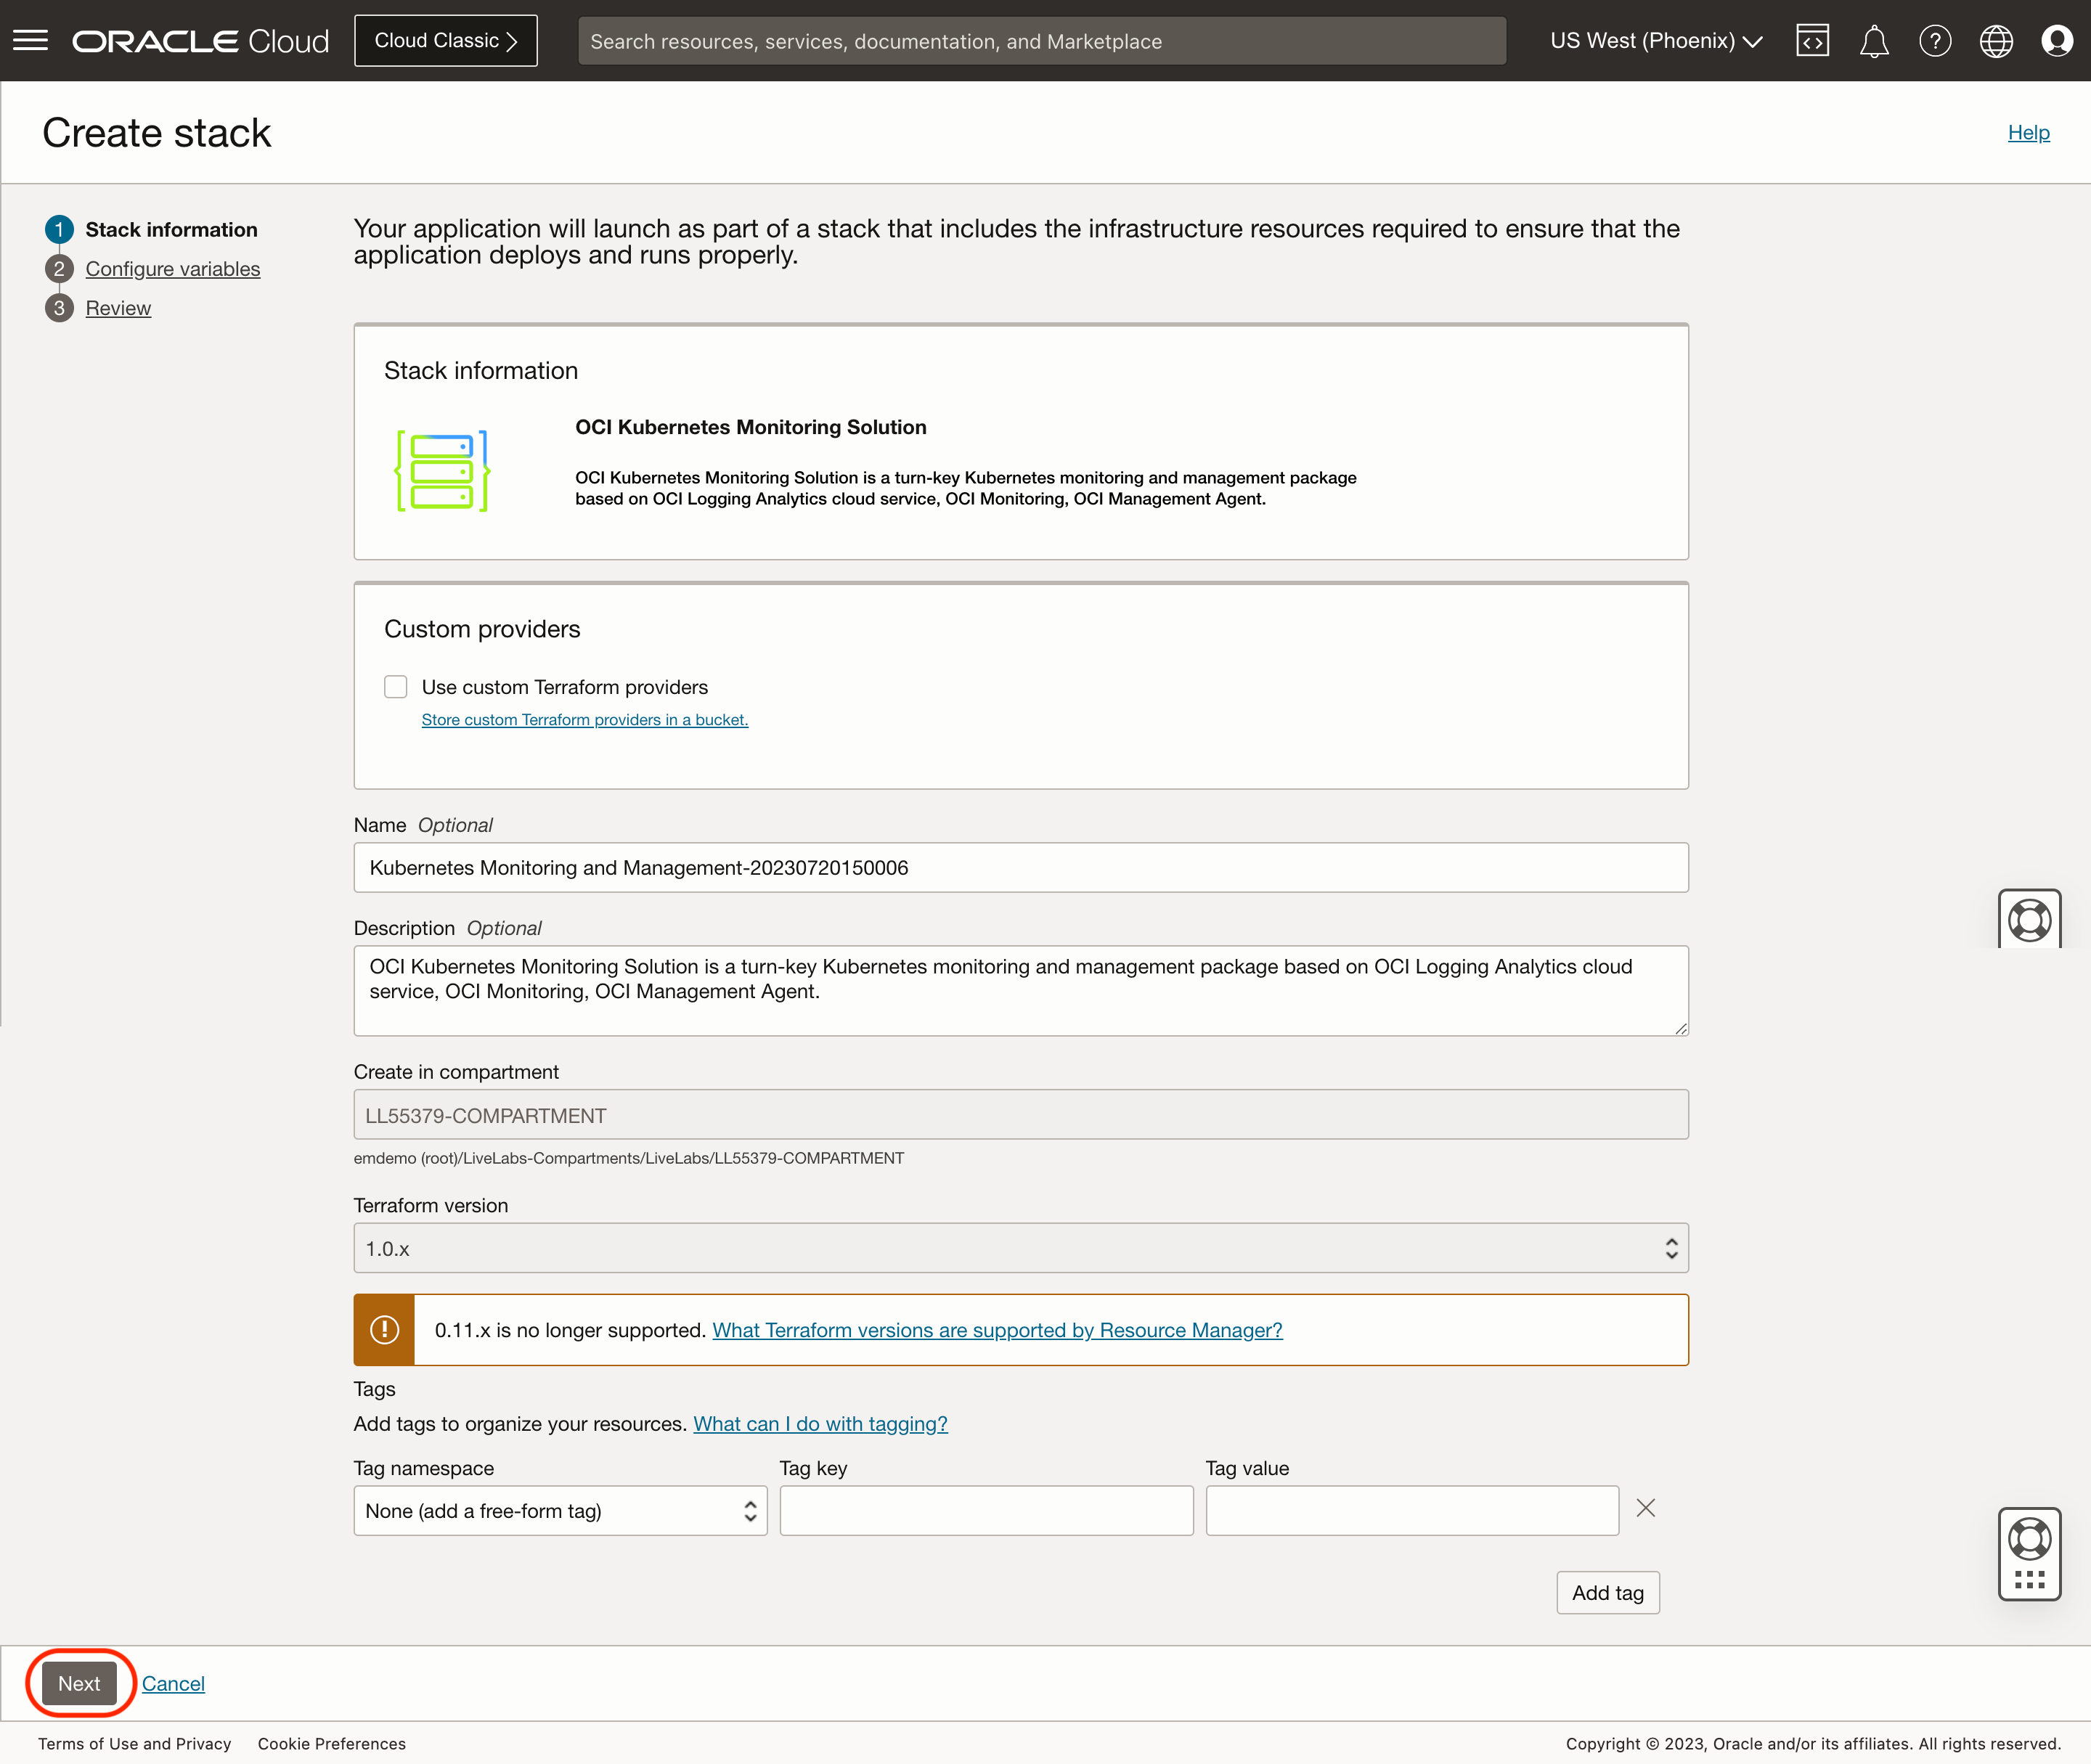 ORACLE Cloud
Cloud Classic
Search resources, services, documentation, and Marketplace
US West (Phoenix)
Create stack
Help
1 Stack information
2 Configure variables
3 Review
Your application will launch as part of a stack that includes the infrastructure resources required to ensure that the
application deploys and runs properly.
Stack information
OCI Kubernetes Monitoring Solution
OCI Kubernetes Monitoring Solution is a turn-key Kubernetes monitoring and management package
based on OCI Logging Analytics cloud service, OCI Monitoring, OCI Management Agent.
Custom providers
Use custom Terraform providers
Store custom Terraform providers in a bucket.
Name Optional
Kubernetes Monitoring and Management-20230720150006
Description Optional
OCI Kubernetes Monitoring Solution is a turn-key Kubernetes monitoring and management package based on OCI Logging Analytics cloud
service, OCI Monitoring, OCI Management Agent.
Create in compartment
LL55379-COMPARTMENT
emdemo (root)/LiveLabs-Compartments/LiveLabs/LL55379-COMPARTMENT
Terraform version
1.0.x
0.11.x is no longer supported. What Terraform versions are supported by Resource Manager?
Tags
Add tags to organize your resources. What can I do with tagging?
Tag namespace Tag key Tag value
None (add a free-form tag)
Add tag
Next Cancel
Terms of Use and Privacy Cookie Preferences Copyright © 2023, Oracle and/or its affiliates. All rights reserved.